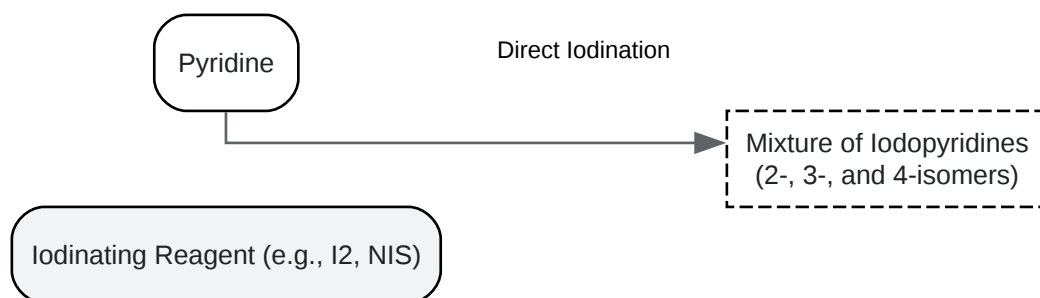 Pyridine
Direct Iodination
Mixture of Iodopyridines
(2-, 3-, and 4-isomers)
Iodinating Reagent (e.g., I2, NIS)